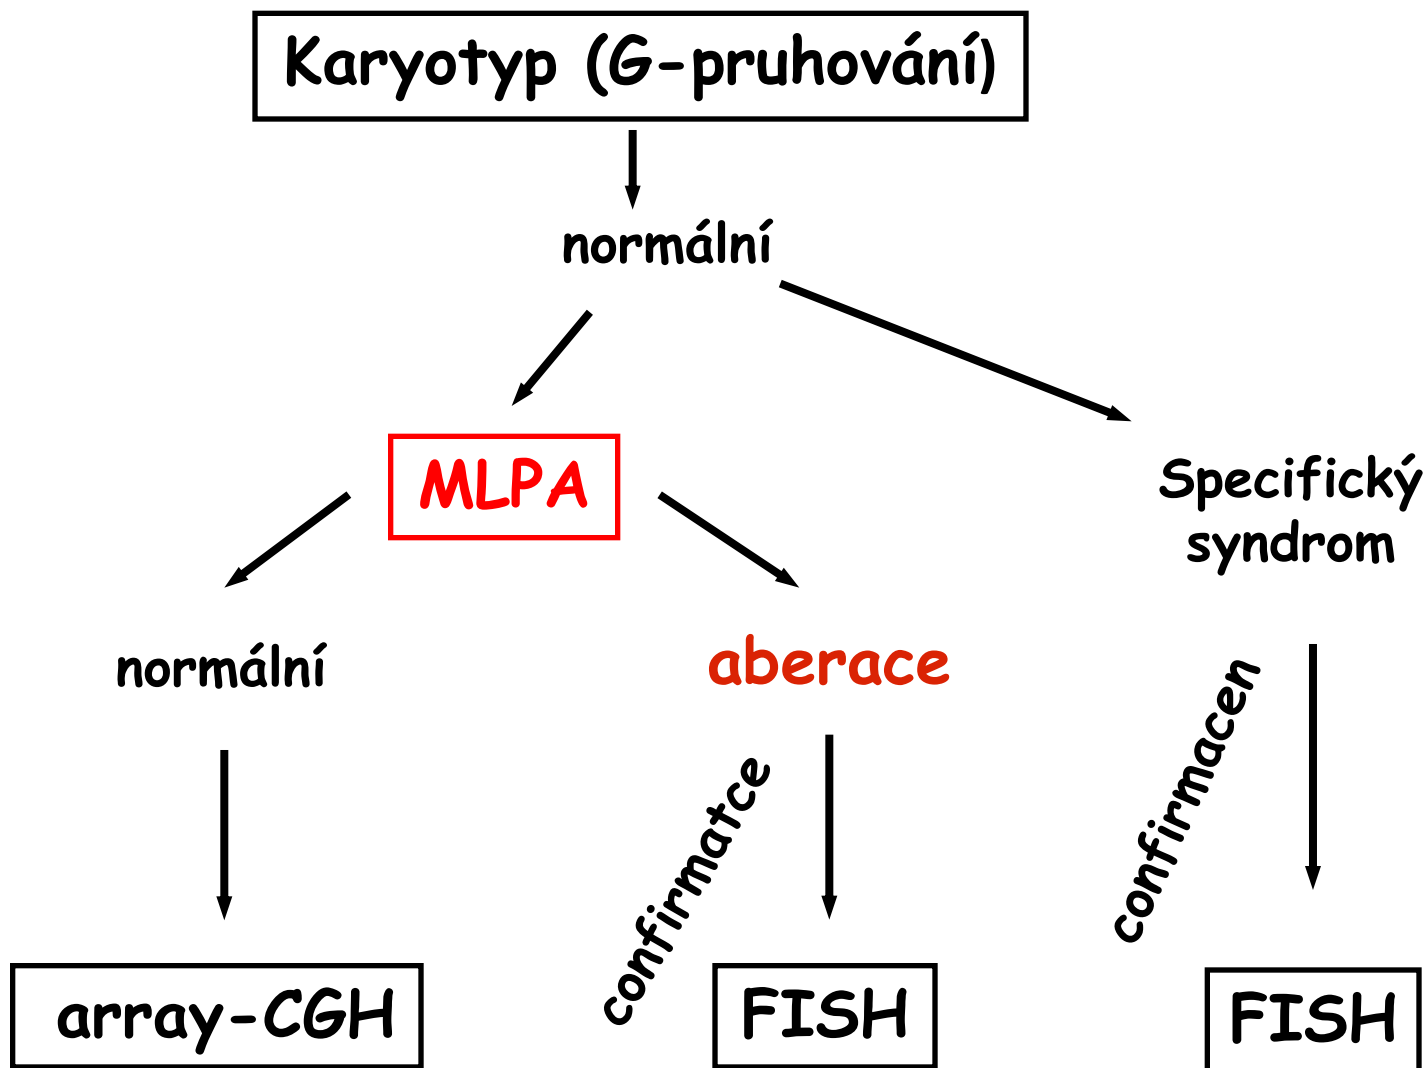 Karyotyp (G-pruhování)
normální
MLPA
Specifický
syndrom
normální
aberace
confirmatce
confirmacen
array-CGH
FISH
FISH